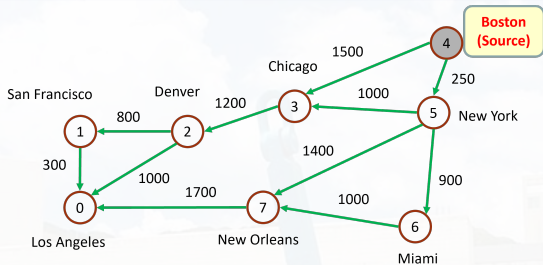 Boston
(Source)
4
1500
250
Chicago
San Francisco
Denver
1200
3
1000
5
New York
800
1
2
300
1000
1400
900
1700
1000
0
7
6
Los Angeles
New Orleans
Miami